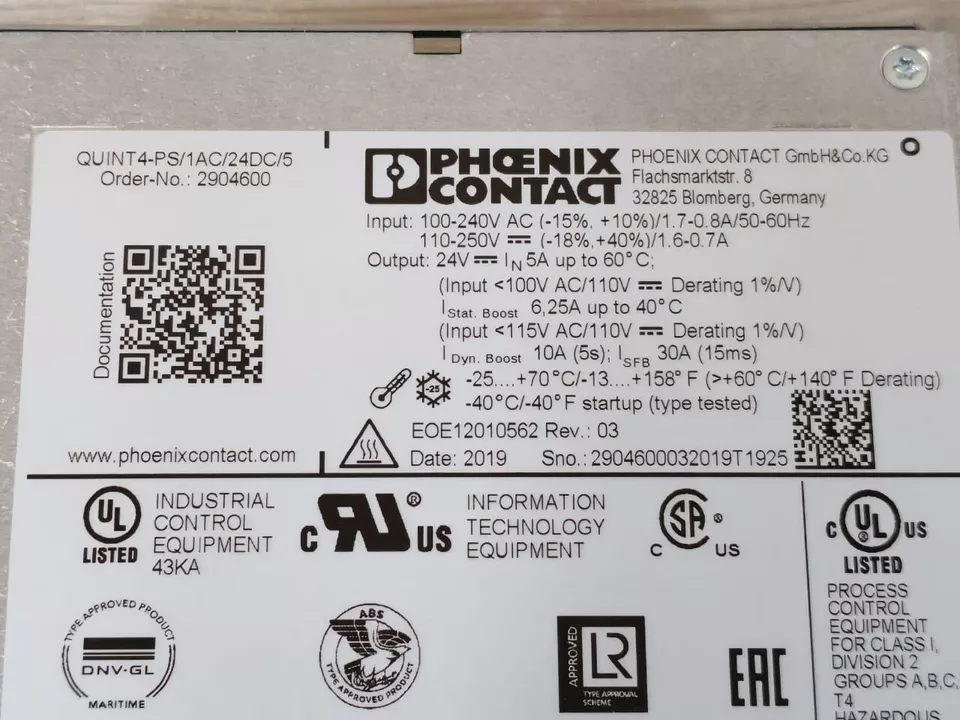 QUINT4-PS/1AC/24DC/5
Order-No.: 2904600
PHŒNIX
CONTACT
PHOENIX CONTACT GmbH&Co.KG
Flachsmarktstr. 8
32825 Blomberg, Germany
Input: 100-240V AC (-15%, +10%)/1.7-0.8A/50-60Hz
110-250V ⎓ (-18%,+40%)/1.6-0.7A
Output: 24V ⎓ IN 5A up to 60°C;
(Input <100V AC/110V ⎓ Derating 1%/V)
I Stat. Boost 6,25A up to 40°C
(Input <115V AC/110V ⎓ Derating 1%/V)
I Dyn. Boost 10A (5s); ISFB 30A (15ms)
-25....+70°C/-13....+158°F (>+60°C/+140°F Derating)
-25
-40°C/-40°F startup (type tested)
EOE12010562 Rev.: 03
Date: 2019 Sno.: 2904600032019T1925
Documentation
www.phoenixcontact.com
UL
LISTED
INDUSTRIAL
CONTROL
EQUIPMENT
43KA
c RU ® US
INFORMATION
TECHNOLOGY
EQUIPMENT
SA ®
C US
c UL ® US
LISTED
PROCESS
CONTROL
EQUIPMENT
FOR CLASS I,
DIVISION 2
GROUPS A,B,C,
T4
HAZARDOUS
TYPE APPROVED PRODUCT
DNV·GL
MARITIME
ABS
TYPE APPROVED PRODUCT
APPROVED
LR
TYPE APPROVAL
SCHEME
EAC